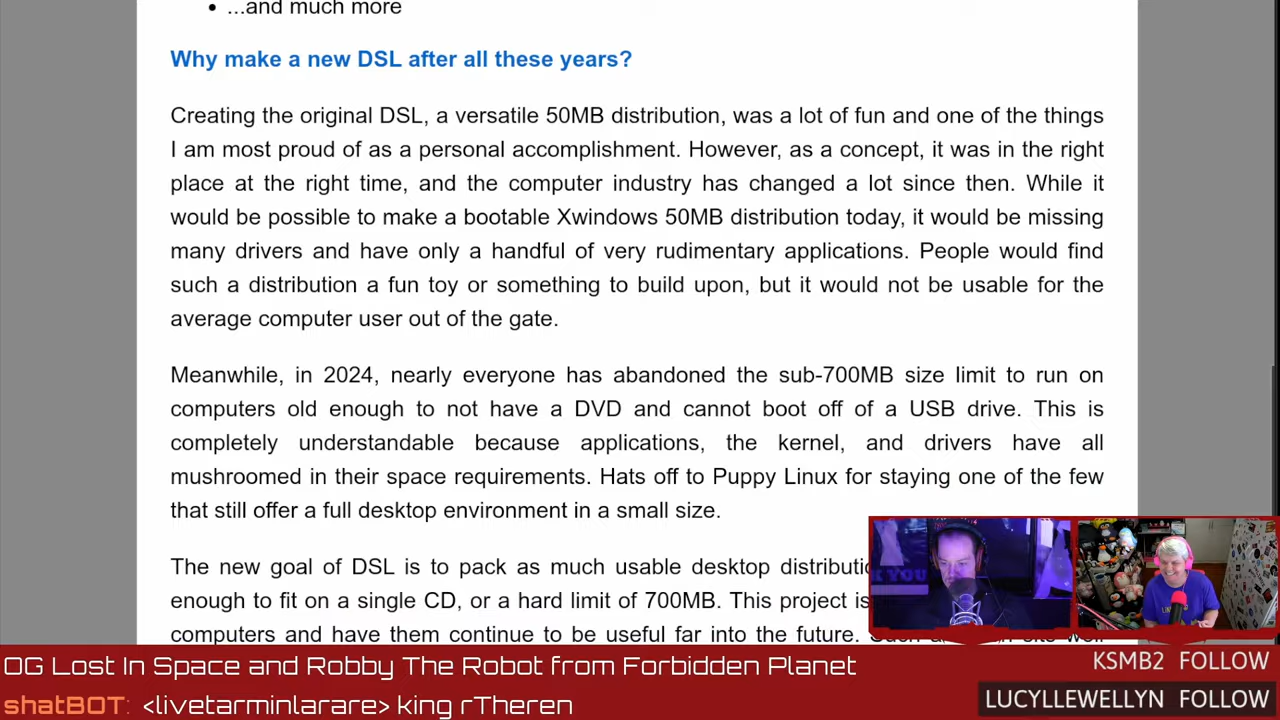 ...and much more
Why make a new DSL after all these years?
Creating the original DSL, a versatile 50MB distribution, was a lot of fun and one of the things
I am most proud of as a personal accomplishment. However, as a concept, it was in the right
place at the right time, and the computer industry has changed a lot since then. While it
would be possible to make a bootable Xwindows 50MB distribution today, it would be missing
many drivers and have only a handful of very rudimentary applications. People would find
such a distribution a fun toy or something to build upon, but it would not be usable for the
average computer user out of the gate.
Meanwhile, in 2024, nearly everyone has abandoned the sub-700MB size limit to run on
computers old enough to not have a DVD and cannot boot off of a USB drive. This is
completely understandable because applications, the kernel, and drivers have all
mushroomed in their space requirements. Hats off to Puppy Linux for staying one of the few
that still offer a full desktop environment in a small size.
The new goal of DSL is to pack as much usable desktop
enough to fit on a single CD, or a hard limit of 700MB. This project is
computers and have them continue to be useful far into the future.
OG Lost In Space and Robby The Robot from Forbidden Planet
KSMB2 FOLLOW
shatBOT: <livetarminlarare> king rTheren
LUCYLLEWELLYN FOLLOW